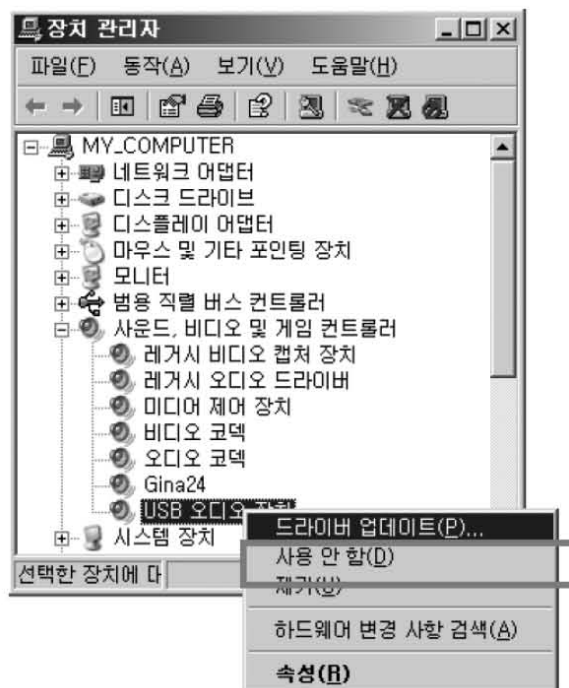 장치 관리자
파일(F) 동작(A) 보기(V) 도움말(H)
MY_COMPUTER
네트워크 어댑터
디스크 드라이브
디스플레이 어댑터
마우스 및 기타 포인팅 장치
모니터
범용 직렬 버스 컨트롤러
사운드, 비디오 및 게임 컨트롤러
레거시 비디오 캡처 장치
레거시 오디오 드라이버
미디어 제어 장치
비디오 코덱
오디오 코덱
Gina24
USB 오디오 장치
시스템 장치
선택한 장치에 다
드라이버 업데이트(P)...
사용 안 함(D)
제거(U)
하드웨어 변경 사항 검색(A)
속성(R)